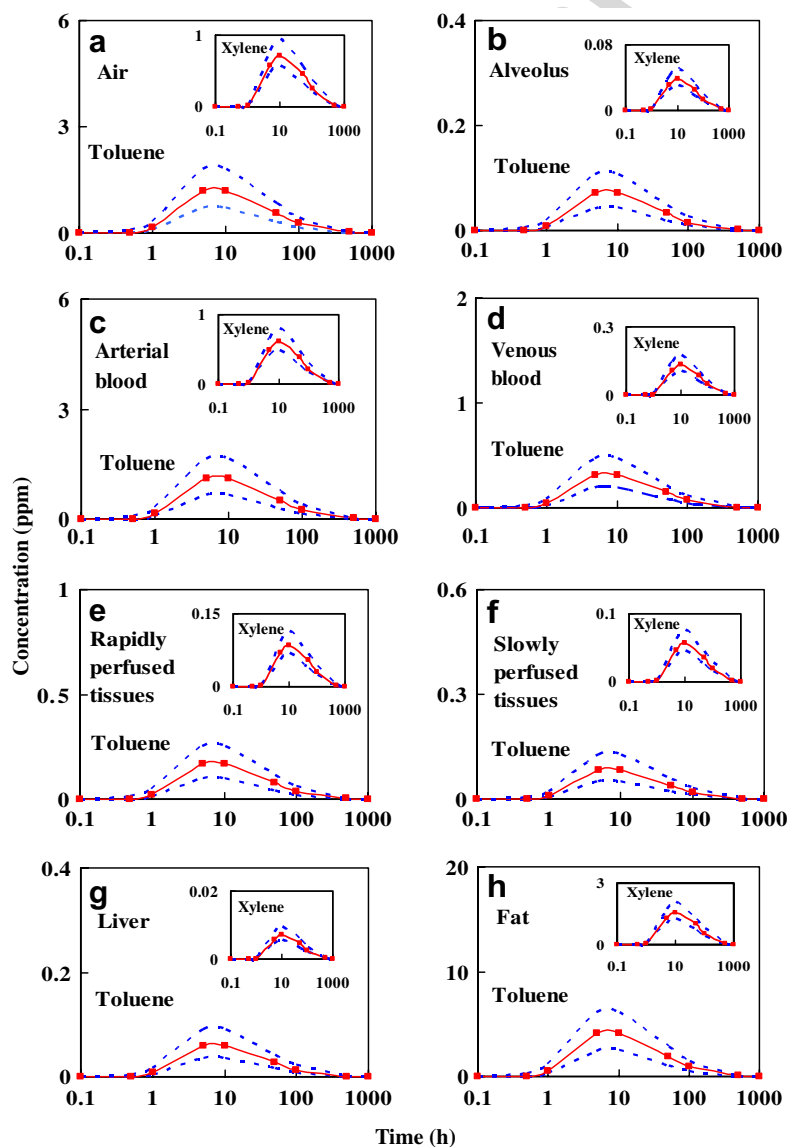 a
Air
Toluene
6
3
0
0.1
1
10
100
1000
Xylene
1
0
0.1
10
1000
b
Alveolus
Toluene
0.4
0.2
0
0.1
1
10
100
1000
Xylene
0.08
0
0.1
10
1000
c
Arterial
blood
Toluene
6
3
0
0.1
1
10
100
1000
Xylene
1
0
0.1
10
1000
d
Venous
blood
Toluene
2
1
0
0.1
1
10
100
1000
Xylene
0.3
0
0.1
10
1000
Concentration (ppm)
e
Rapidly
perfused
tissues
Toluene
1
0.5
0
0.1
1
10
100
1000
Xylene
0.15
0
0.1
10
1000
f
Slowly
perfused
tissues
Toluene
0.6
0.3
0
0.1
1
10
100
1000
Xylene
0.1
0
0.1
10
1000
g
Liver
Toluene
0.4
0.2
0
0.1
1
10
100
1000
Xylene
0.02
0
0.1
10
1000
h
Fat
Toluene
20
10
0
0.1
1
10
100
1000
Xylene
3
0
0.1
10
1000
Time (h)